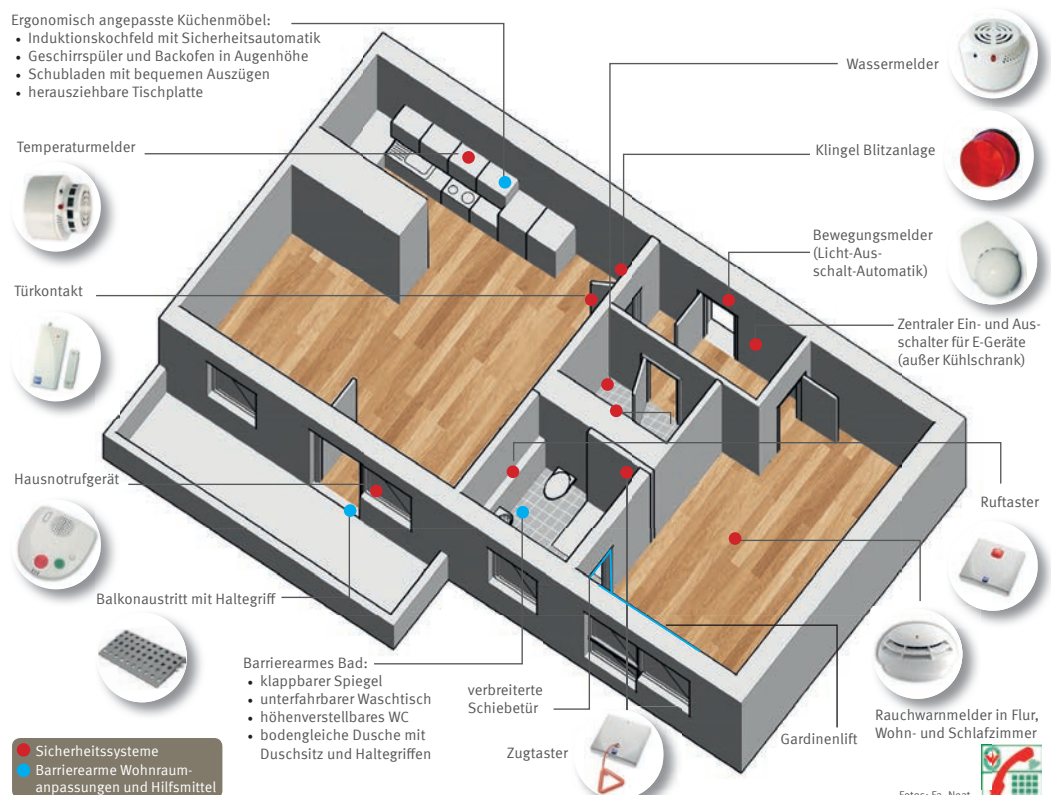 Ergonomisch angepasste Küchenmöbel:
• Induktionskochfeld mit Sicherheitsautomatik
• Geschirrspüler und Backofen in Augenhöhe
• Schubladen mit bequemen Auszügen
• herausziehbare Tischplatte
Wassermelder
Temperaturmelder
Klingel Blitzanlage
Bewegungsmelder
(Licht-Aus-
schalt-Automatik)
Türkontakt
Zentraler Ein- und Aus-
schalter für E-Geräte
(außer Kühlschrank)
Hausnotrufgerät
Ruftaster
Balkonaustritt mit Haltegriff
Barrierearmes Bad:
• klappbarer Spiegel
• unterfahrbarer Waschtisch
• höhenverstellbares WC
• bodengleiche Dusche mit
Duschsitz und Haltegriffen
verbreiterte
Schiebetür
Zugtaster
Gardinenlift
Rauchwarnmelder in Flur,
Wohn- und Schlafzimmer
Sicherheitssysteme
Barrierearme Wohnraum-
anpassungen und Hilfsmittel
Fotos: Fa. Neat